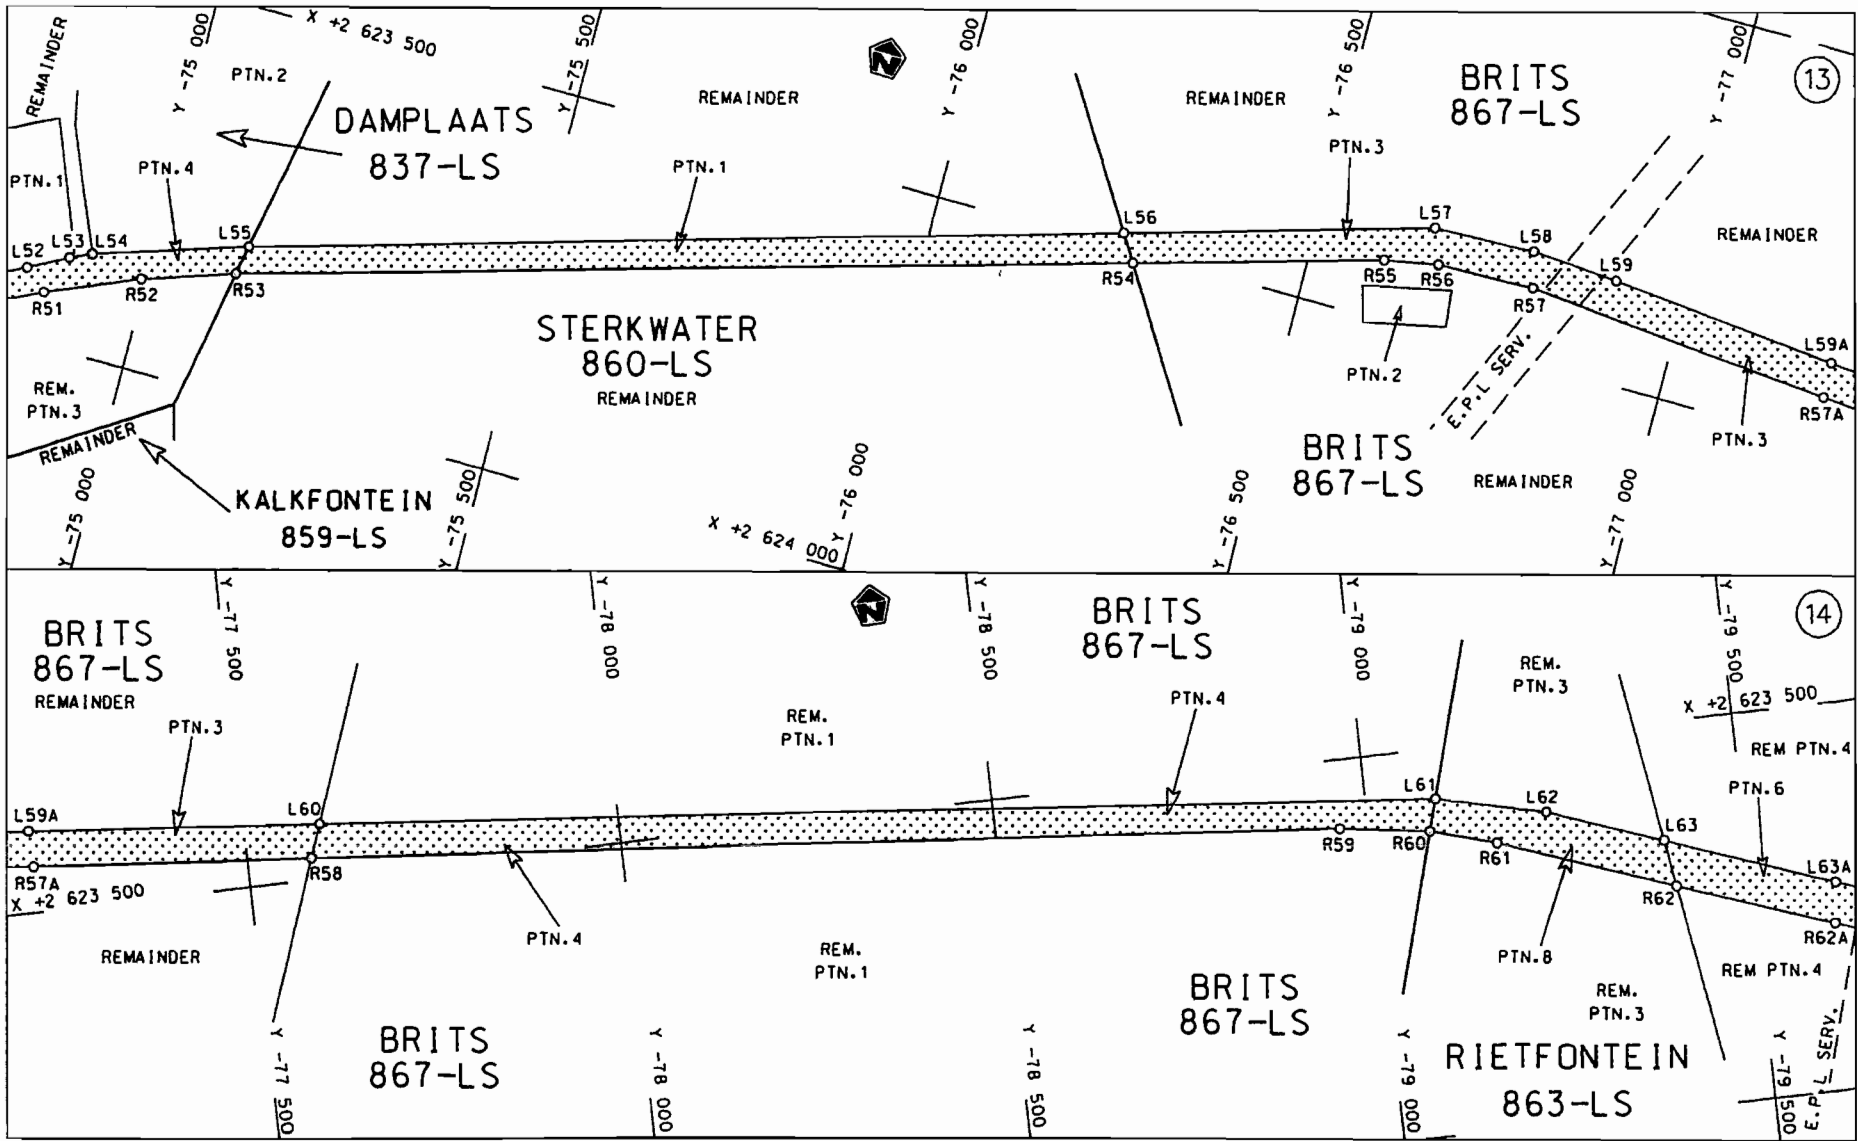 REMAINDER
Y -75 000
X +2 623 500
Y -75 500
N
Y -76 000
Y -76 500
BRITS
867-LS
Y -77 000
13
PTN.2
REMAINDER
REMAINDER
DAMPLAATS
837-LS
PTN.1
PTN.4
PTN.1
PTN.3
REMAINDER
L52
L53
L54
L55
L56
L57
L58
L59
L59A
R51
R52
R53
R54
R55
R56
R57
R57A
STERKWATER
860-LS
REMAINDER
REM.
PTN.3
REMAINDER
PTN.2
E.P.L SERV.
PTN.3
KALKFONTEIN
859-LS
BRITS
867-LS
REMAINDER
Y -75 000
Y -75 500
X +2 624 000
Y -76 000
Y -76 500
Y -77 000
Y -77 500
Y -78 000
N
Y -78 500
Y -79 000
Y -79 500
14
BRITS
867-LS
REMAINDER
BRITS
867-LS
REM.
PTN.3
PTN.3
REM.
PTN.1
PTN.4
X +2 623 500
REM PTN.4
PTN.6
L59A
L60
L61
L62
L63
L63A
R57A
R58
R59
R60
R61
R62
R62A
X +2 623 500
REMAINDER
PTN.4
REM.
PTN.1
PTN.8
REM PTN.4
BRITS
867-LS
REM.
PTN.3
BRITS
867-LS
RIETFONTEIN
863-LS
E.P.L SERV.
Y -77 500
Y -78 000
Y -78 500
Y -79 000
Y -79 500